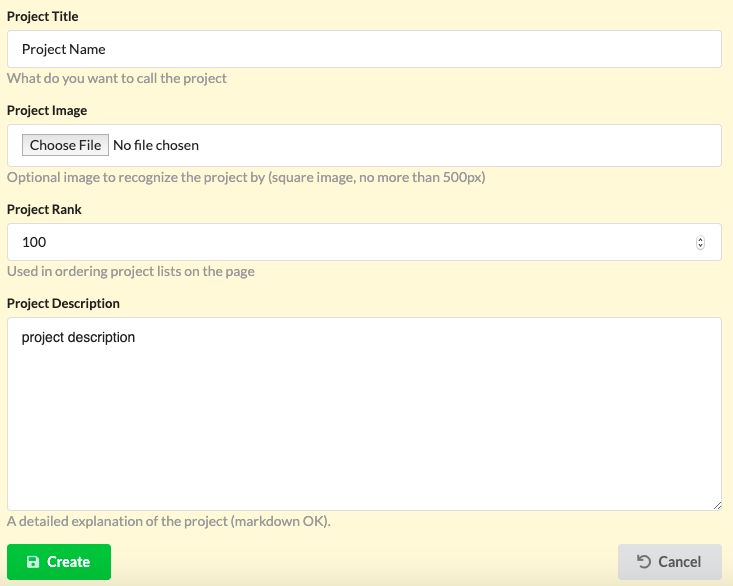 Project Title
Project Name
What do you want to call the project
Project Image
Choose File No file chosen
Optional image to recognize the project by (square image, no more than 500px)
Project Rank
100
Used in ordering project lists on the page
Project Description
project description
A detailed explanation of the project (markdown OK).
Create Cancel